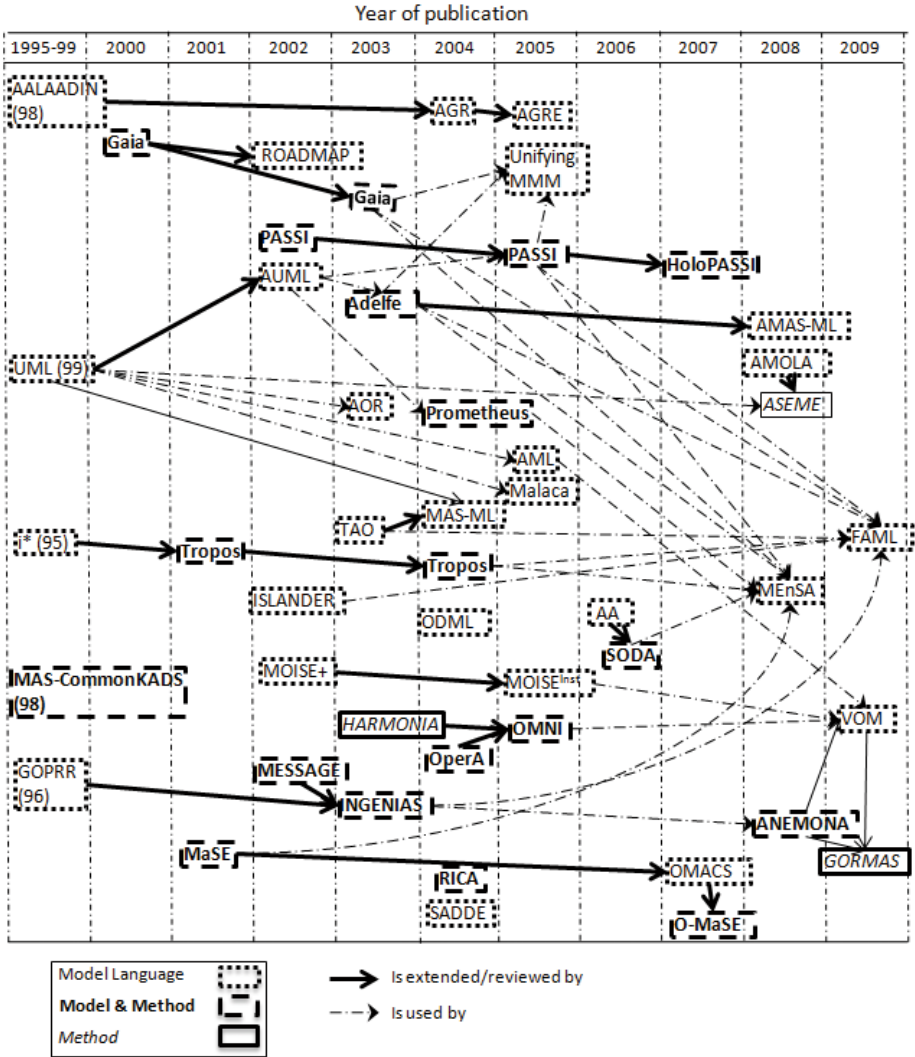 Year of publication
1995-99 2000 2001 2002 2003 2004 2005 2006 2007 2008 2009
AALAADIN
(98)
AGR
AGRE
Gaia
ROADMAP
Unifying
MMM
Gaia
PASSI
PASSI
HoloPASSI
AUML
Adelfe
AMAS-ML
UML (99)
AMOLA
AOR
Prometheus
ASEME
AML
Malaca
MAS-ML
TAO
FAML
i* (95)
Tropos
Tropos
MEnSA
ISLANDER
AA
ODML
SODA
MOISE+
MOISEInst
MAS-CommonKADS
(98)
HARMONIA
OMNI
VOM
OperA
GOPRR
(96)
MESSAGE
INGENIAS
ANEMONA
MaSE
GORMAS
RICA
OMACS
SADDE
O-MaSE
Model Language
Model & Method
Method
Is extended/reviewed by
Is used by